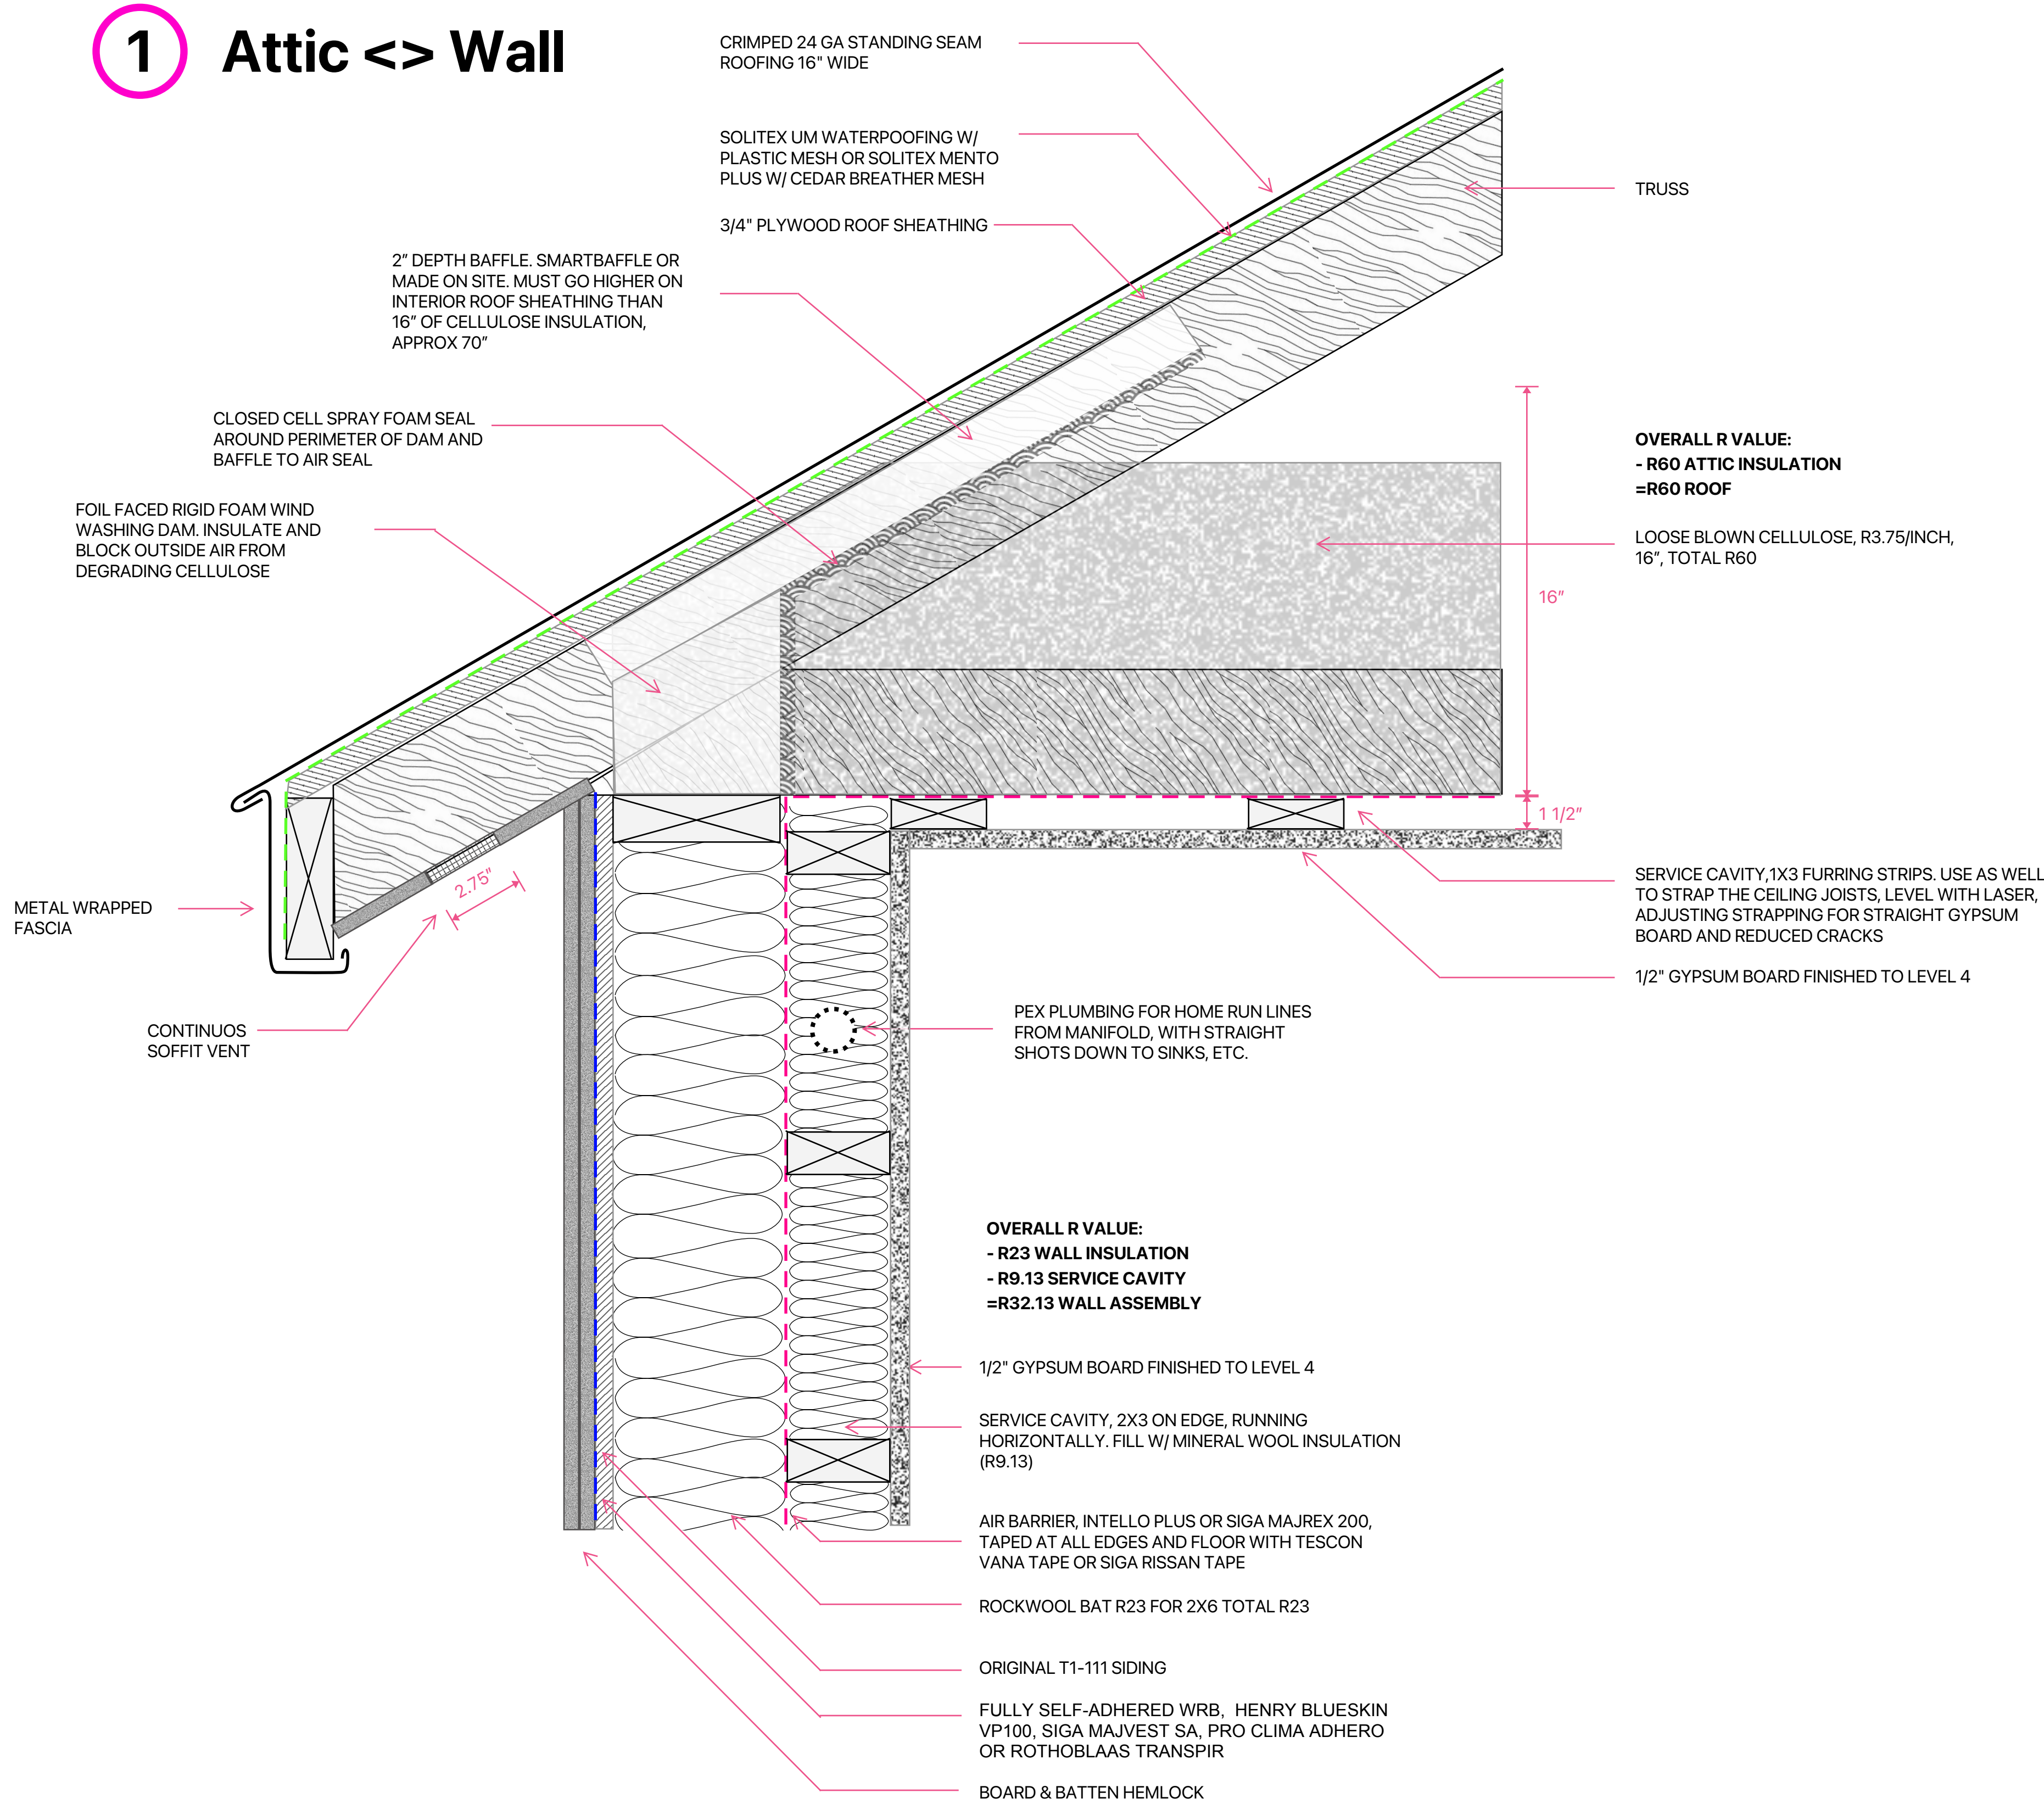 1 Attic <> Wall
CRIMPED 24 GA STANDING SEAM
ROOFING 16" WIDE
SOLITEX UM WATERPOOFING W/
PLASTIC MESH OR SOLITEX MENTO
PLUS W/ CEDAR BREATHER MESH
TRUSS
3/4" PLYWOOD ROOF SHEATHING
2” DEPTH BAFFLE. SMARTBAFFLE OR
MADE ON SITE. MUST GO HIGHER ON
INTERIOR ROOF SHEATHING THAN
16” OF CELLULOSE INSULATION,
APPROX 70”
CLOSED CELL SPRAY FOAM SEAL
AROUND PERIMETER OF DAM AND
BAFFLE TO AIR SEAL
FOIL FACED RIGID FOAM WIND
WASHING DAM. INSULATE AND
BLOCK OUTSIDE AIR FROM
DEGRADING CELLULOSE
OVERALL R VALUE:
- R60 ATTIC INSULATION
=R60 ROOF
LOOSE BLOWN CELLULOSE, R3.75/INCH,
16”, TOTAL R60
16”
1 1/2”
SERVICE CAVITY,1X3 FURRING STRIPS. USE AS WELL
TO STRAP THE CEILING JOISTS, LEVEL WITH LASER,
ADJUSTING STRAPPING FOR STRAIGHT GYPSUM
BOARD AND REDUCED CRACKS
1/2" GYPSUM BOARD FINISHED TO LEVEL 4
2.75”
METAL WRAPPED
FASCIA
CONTINUOS
SOFFIT VENT
PEX PLUMBING FOR HOME RUN LINES
FROM MANIFOLD, WITH STRAIGHT
SHOTS DOWN TO SINKS, ETC.
OVERALL R VALUE:
- R23 WALL INSULATION
- R9.13 SERVICE CAVITY
=R32.13 WALL ASSEMBLY
1/2" GYPSUM BOARD FINISHED TO LEVEL 4
SERVICE CAVITY, 2X3 ON EDGE, RUNNING
HORIZONTALLY. FILL W/ MINERAL WOOL INSULATION
(R9.13)
AIR BARRIER, INTELLO PLUS OR SIGA MAJREX 200,
TAPED AT ALL EDGES AND FLOOR WITH TESCON
VANA TAPE OR SIGA RISSAN TAPE
ROCKWOOL BAT R23 FOR 2X6 TOTAL R23
ORIGINAL T1-111 SIDING
FULLY SELF-ADHERED WRB, HENRY BLUESKIN
VP100, SIGA MAJVEST SA, PRO CLIMA ADHERO
OR ROTHOBLAAS TRANSPIR
BOARD & BATTEN HEMLOCK